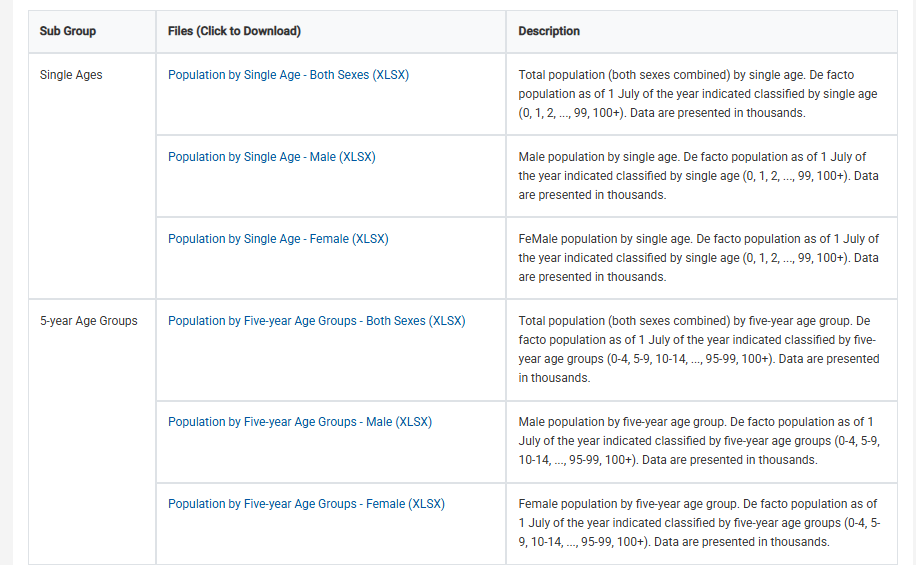 Sub Group
Files (Click to Download)
Description
Single Ages
Population by Single Age - Both Sexes (XLSX)
Total population (both sexes combined) by single age. De facto
population as of 1 July of the year indicated classified by single age
(0, 1, 2, ..., 99, 100+). Data are presented in thousands.
Population by Single Age - Male (XLSX)
Male population by single age. De facto population as of 1 July of
the year indicated classified by single age (0, 1, 2, ..., 99, 100+). Data
are presented in thousands.
Population by Single Age - Female (XLSX)
FeMale population by single age. De facto population as of 1 July of
the year indicated classified by single age (0, 1, 2, ..., 99, 100+). Data
are presented in thousands.
5-year Age Groups
Population by Five-year Age Groups - Both Sexes (XLSX)
Total population (both sexes combined) by five-year age group. De
facto population as of 1 July of the year indicated classified by five-
year age groups (0-4, 5-9, 10-14, ..., 95-99, 100+). Data are presented
in thousands.
Population by Five-year Age Groups - Male (XLSX)
Male population by five-year age group. De facto population as of 1
July of the year indicated classified by five-year age groups (0-4, 5-9,
10-14, ..., 95-99, 100+). Data are presented in thousands.
Population by Five-year Age Groups - Female (XLSX)
Female population by five-year age group. De facto population as of
1 July of the year indicated classified by five-year age groups (0-4, 5-
9, 10-14, ..., 95-99, 100+). Data are presented in thousands.